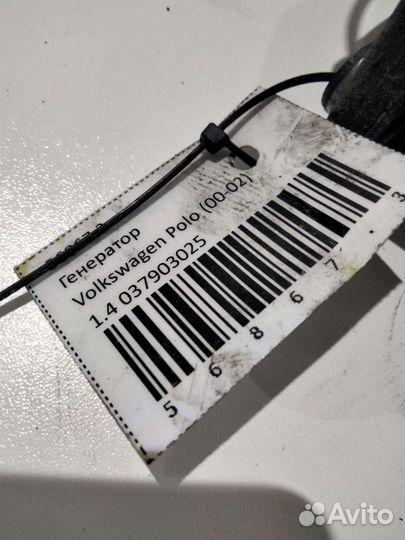 Генератор
Volkswagen Polo (00-02)
1.4 037903025
5 6 8 6 7 3
Avito